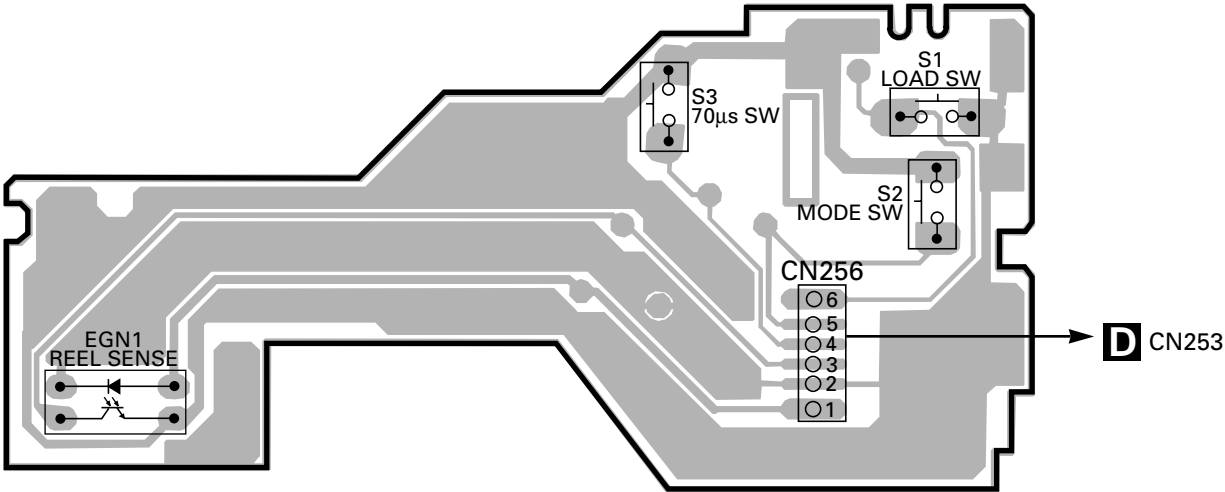 S1
LOAD SW
S3
70µs SW
S2
MODE SW
CN256
6
5
4
3
2
1
D CN253
EGN1
REEL SENSE